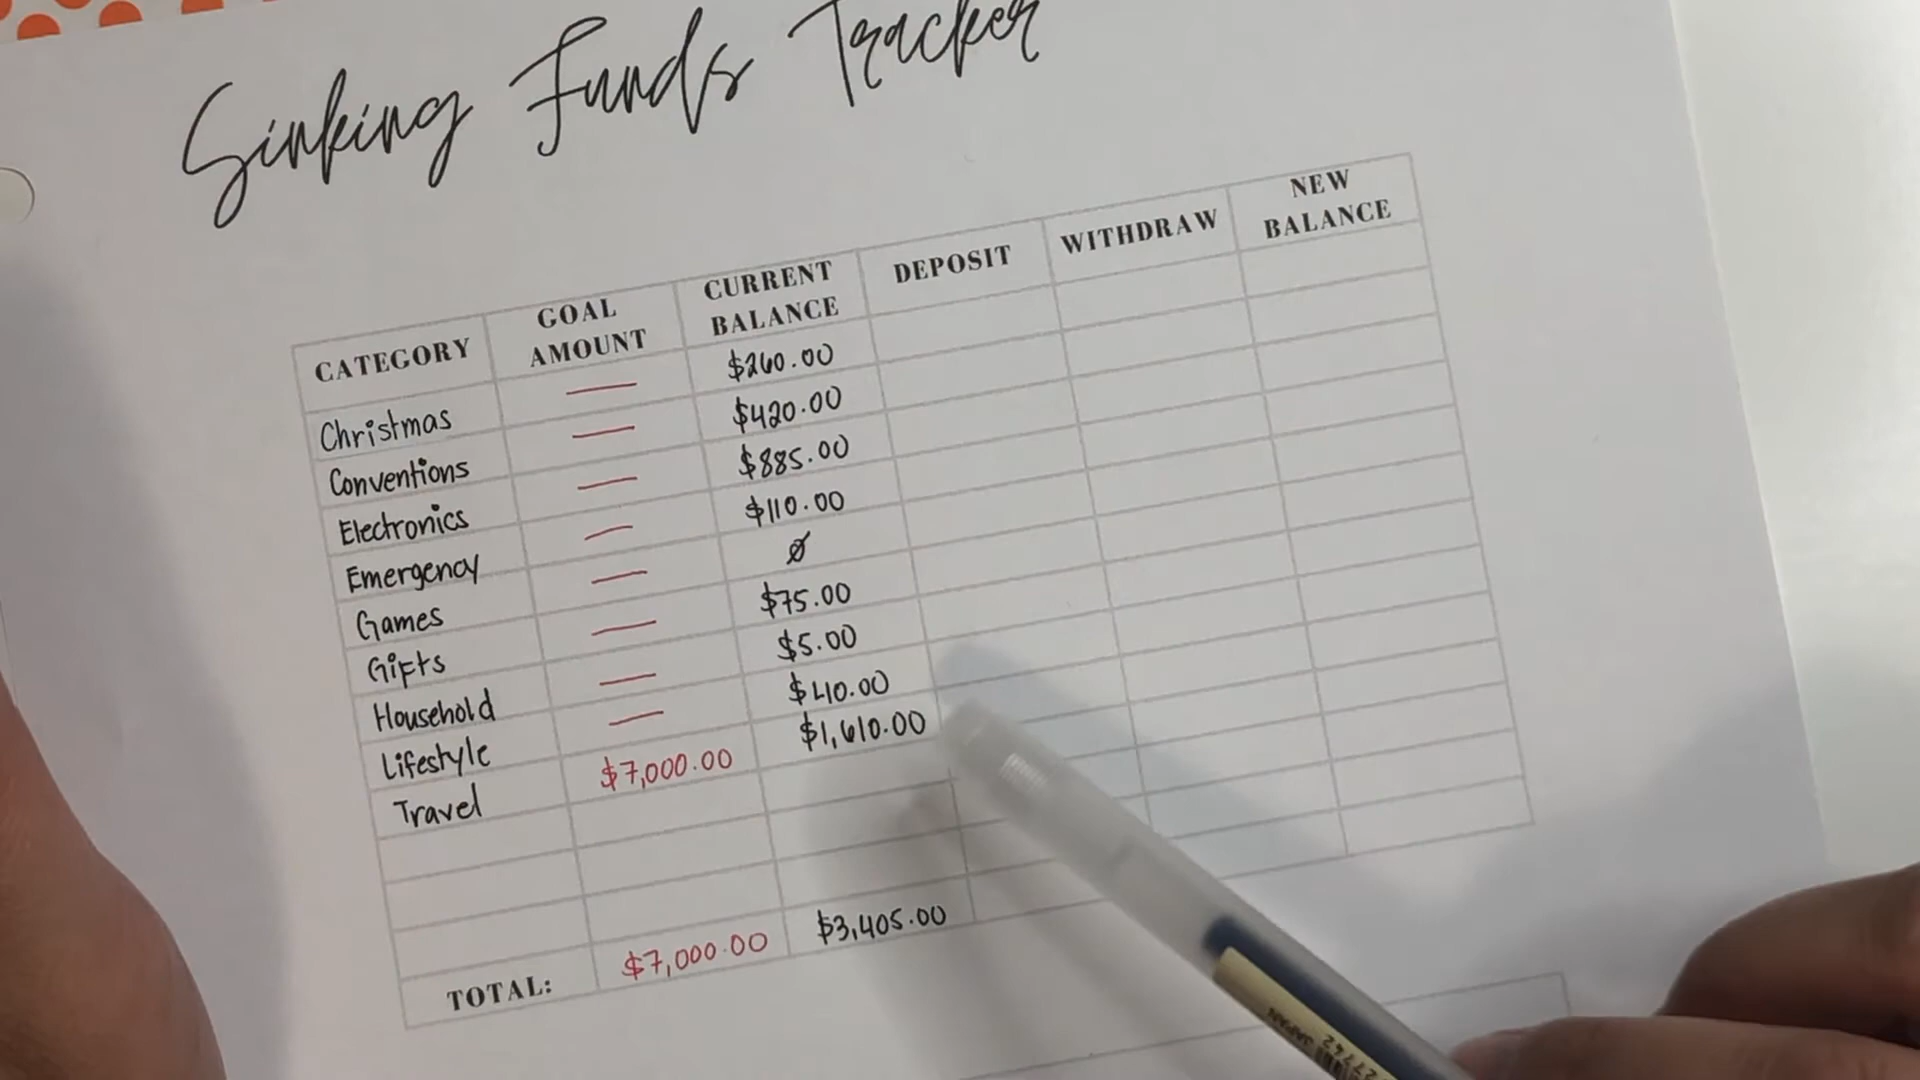 Sinking Funds Tracker
CATEGORY GOAL AMOUNT CURRENT BALANCE DEPOSIT WITHDRAW NEW BALANCE
Christmas — $260.00
Conventions — $420.00
Electronics — $885.00
Emergency — $110.00
Games — Ø
Gifts — $75.00
Household — $5.00
Lifestyle — $40.00
Travel $7,000.00 $1,610.00
TOTAL: $7,000.00 $3,405.00